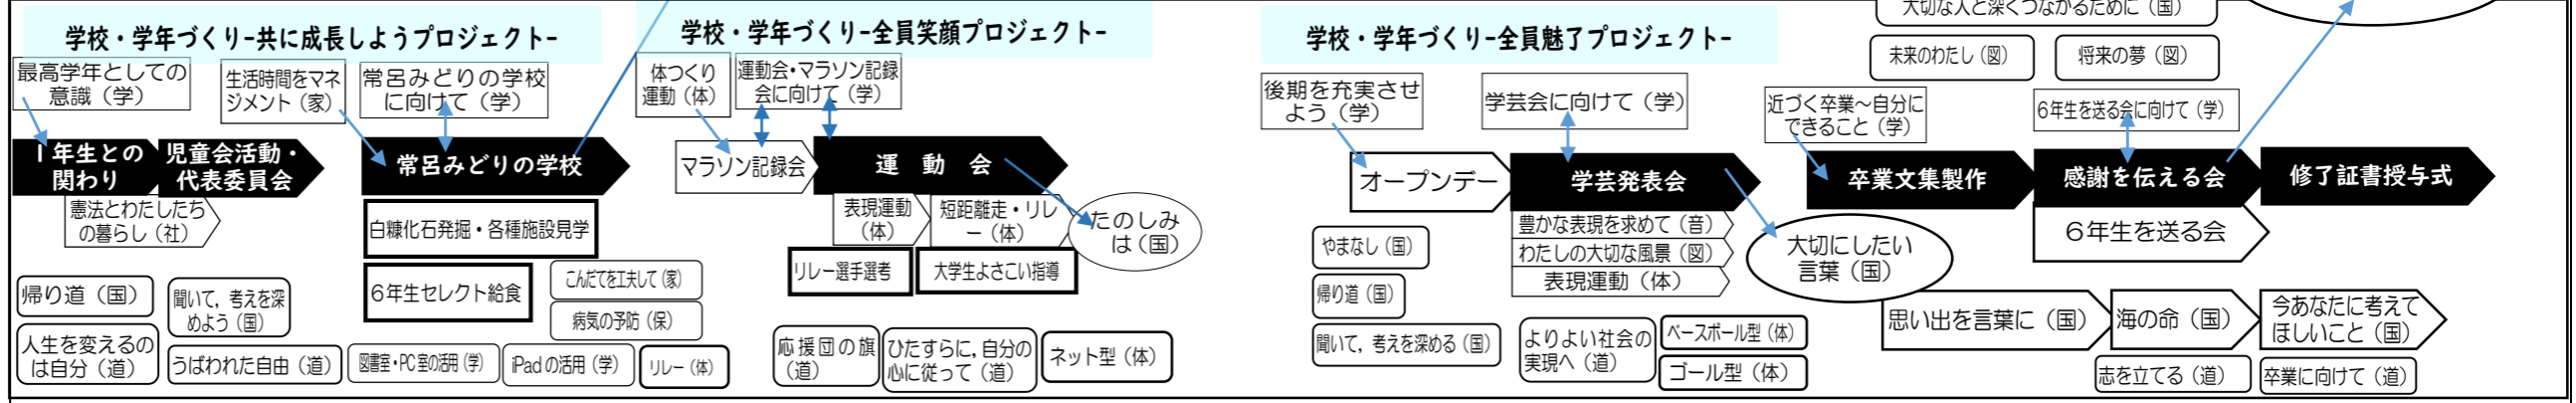 学校・学年づくり-共に成長しようプロジェクト-
最高学年としての
意識（学）
生活時間をマネ
ジメント（家）
常呂みどりの学校
に向けて（学）
1年生との
関わり
児童会活動・
代表委員会
常呂みどりの学校
憲法とわたしたち
の暮らし（社）
白糠化石発掘・各種施設見学
6年生セレクト給食
こんだてを工夫して（家）
病気の予防（保）
帰り道（国）
聞いて，考えを深
めよう（国）
人生を変えるの
は自分（道）
うばわれた自由（道）
図書室・PC室の活用（学）
iPadの活用（学）
リレー（体）
学校・学年づくり-全員笑顔プロジェクト-
体つくり
運動（体）
運動会・マラソン記録
会に向けて（学）
マラソン記録会
運　動　会
表現運動
（体）
短距離走・リレ
ー（体）
たのしみ
は（国）
リレー選手選考
大学生よさこい指導
応援団の旗
（道）
ひたすらに，自分の
心に従って（道）
ネット型（体）
学校・学年づくり-全員魅了プロジェクト-
後期を充実させ
よう（学）
学芸会に向けて（学）
オープンデー
学芸発表会
豊かな表現を求めて（音）
わたしの大切な風景（図）
表現運動（体）
やまなし（国）
帰り道（国）
聞いて，考えを深める（国）
よりよい社会の
実現へ（道）
ベースボール型（体）
ゴール型（体）
大切にしたい
言葉（国）
大切な人と深くつながるために（国）
未来のわたし（図）
将来の夢（図）
近づく卒業～自分に
できること（学）
6年生を送る会に向けて（学）
卒業文集製作
感謝を伝える会
修了証書授与式
6年生を送る会
思い出を言葉に（国）
海の命（国）
今あなたに考えて
ほしいこと（国）
志を立てる（道）
卒業に向けて（道）